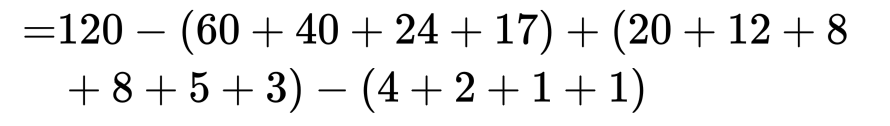 =120 − (60 + 40 + 24 + 17) + (20 + 12 + 8
+ 8 + 5 + 3) − (4 + 2 + 1 + 1)